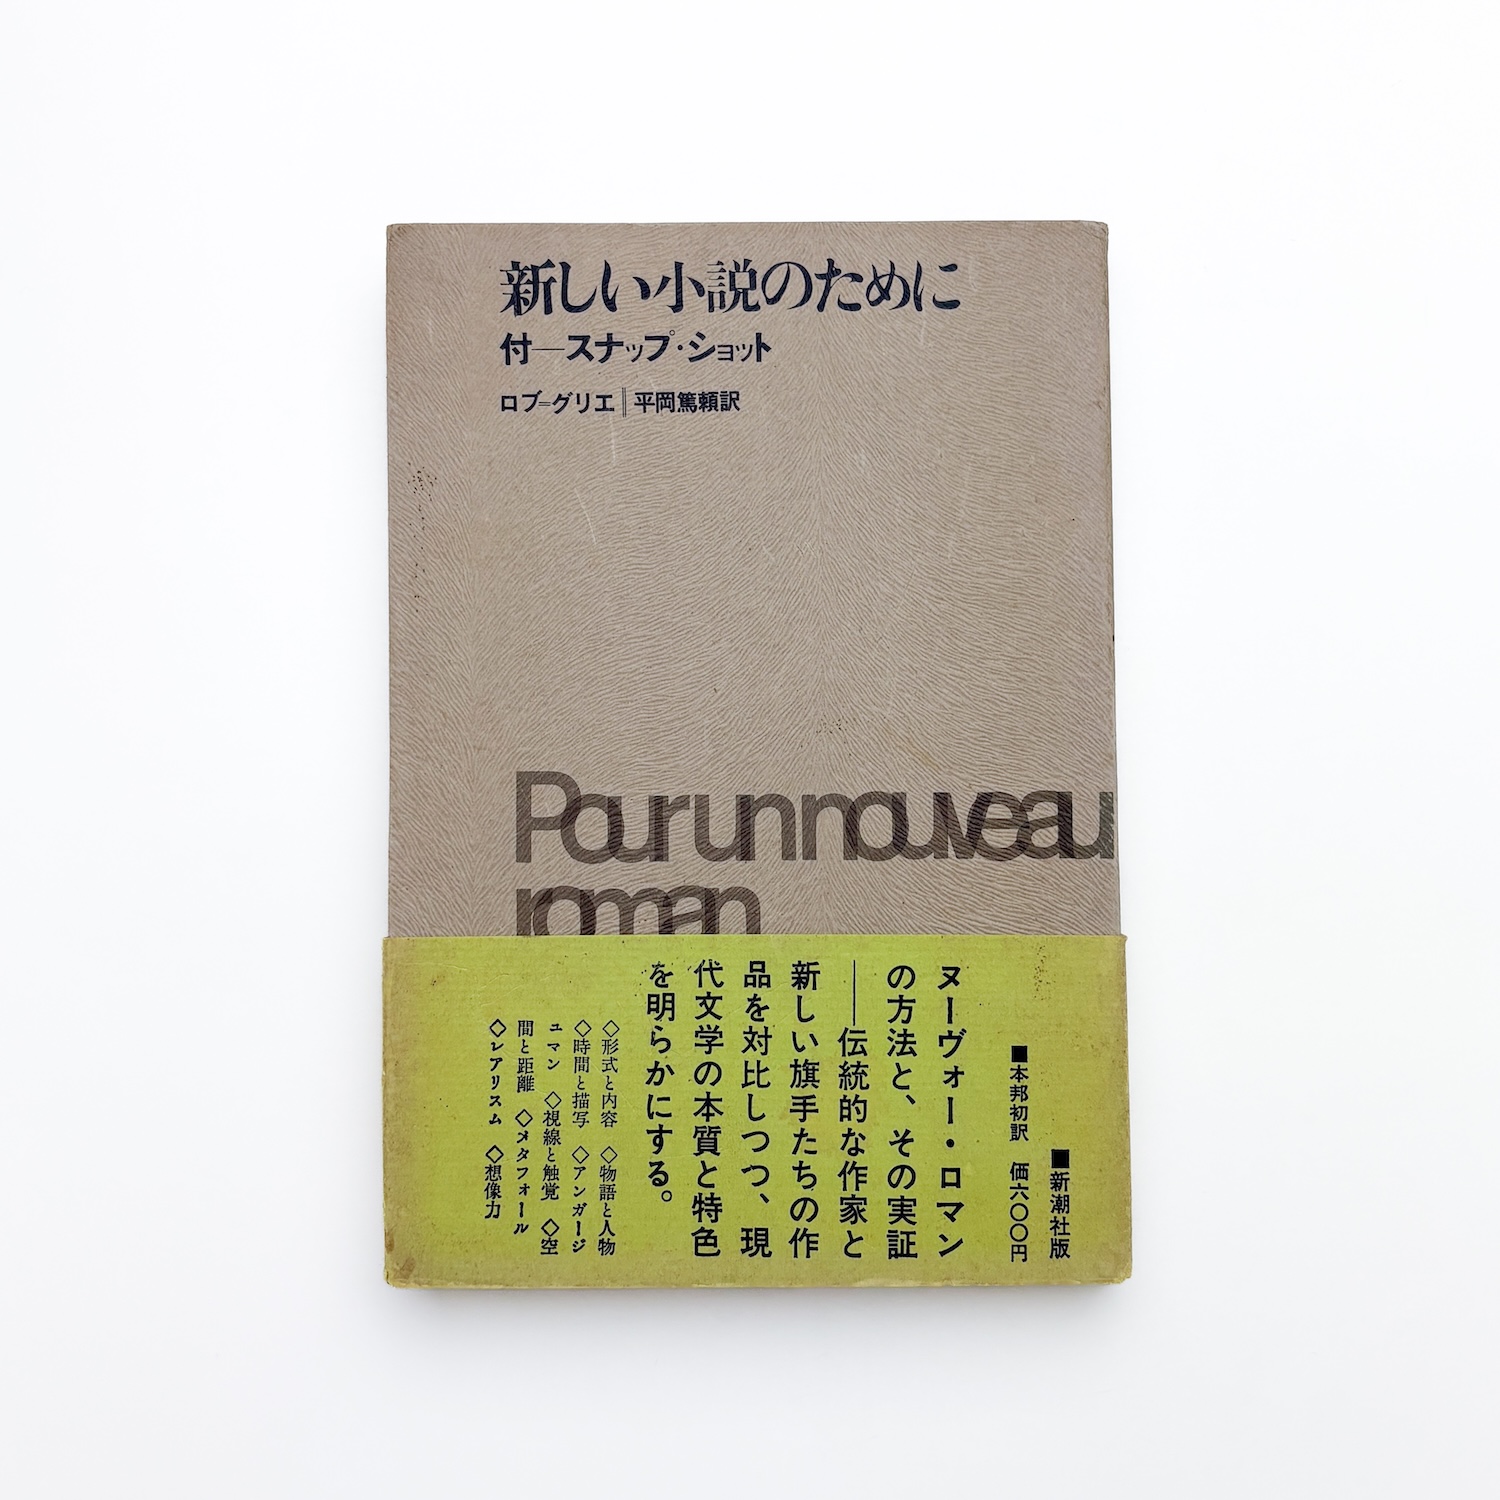 新しい小説のために
付―スナップ・ショット
ロブ=グリエ‖平岡篤頼訳
Pour un nouveau
roman
■新潮社版
■本邦初訳 価六〇〇円
ヌーヴォー・ロマン
の方法と、その実証
――伝統的な作家と
新しい旗手たちの作
品を対比しつつ、現
代文学の本質と特色
を明らかにする。
◇形式と内容 ◇物語と人物
◇時間と描写 ◇アンガージ
ュマン ◇視線と触覚 ◇空
間と距離 ◇メタフォール
◇レアリスム ◇想像力